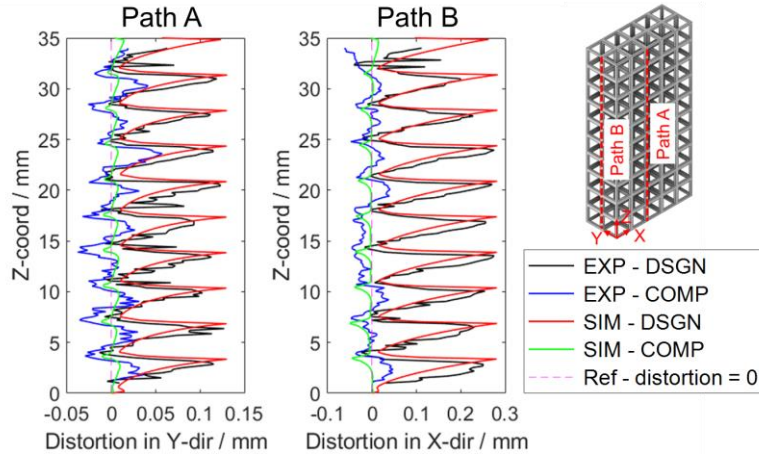 Path A
Path B
35
30
25
20
15
10
5
0
Z-coord / mm
-0.05
0
0.05
0.1
0.15
Distortion in Y-dir / mm
35
30
25
20
15
10
5
0
Z-coord / mm
-0.1
0
0.1
0.2
0.3
Distortion in X-dir / mm
Path B
Path A
Z
Y
X
EXP - DSGN
EXP - COMP
SIM - DSGN
SIM - COMP
Ref - distortion = 0